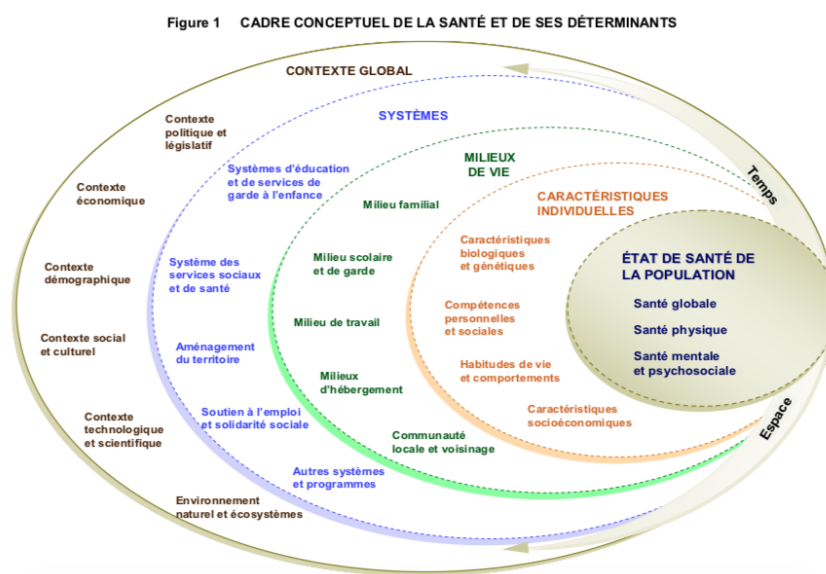 Figure 1 CADRE CONCEPTUEL DE LA SANTÉ ET DE SES DÉTERMINANTS
CONTEXTE GLOBAL
Contexte
politique et
législatif
Contexte
économique
Contexte
démographique
Contexte social
et culturel
Contexte
technologique
et scientifique
Environnement
naturel et écosystèmes
SYSTÈMES
Systèmes d'éducation
et de services de
garde à l'enfance
Système des
services sociaux
et de santé
Aménagement
du territoire
Soutien à l'emploi
et solidarité sociale
Autres systèmes
et programmes
MILIEUX
DE VIE
Milieu familial
Milieu scolaire
et de garde
Milieu de travail
Milieux
d'hébergement
Communauté
locale et voisinage
CARACTÉRISTIQUES
INDIVIDUELLES
Caractéristiques
biologiques
et génétiques
Compétences
personnelles
et sociales
Habitudes de vie
et comportements
Caractéristiques
socioéconomiques
ÉTAT DE SANTÉ DE
LA POPULATION
Santé globale
Santé physique
Santé mentale
et psychosociale
Temps
Espace